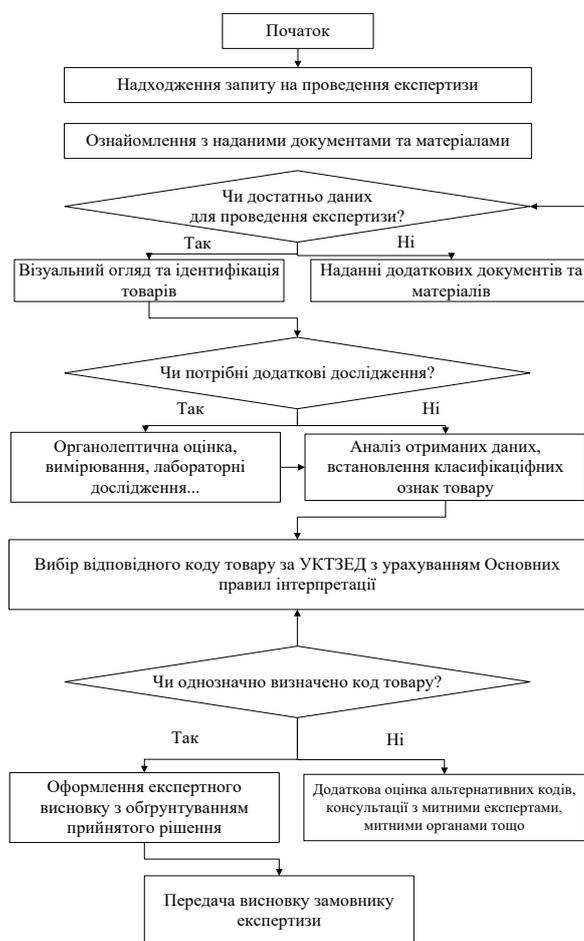 Початок
Надходження запиту на проведення експертизи
Ознайомлення з наданими документами та матеріалами
Чи достатньо даних
для проведення експертизи?
Так
Ні
Візуальний огляд та ідентифікація
товарів
Наданні додаткових документів та
матеріалів
Чи потрібні додаткові дослідження?
Так
Ні
Органолептична оцінка,
вимірювання, лабораторні
дослідження...
Аналіз отриманих даних,
встановлення класифікаціфних
ознак товару
Вибір відповідного коду товару за УКТЗЕД з урахуванням Основних
правил інтерпретації
Чи однозначно визначено код товару?
Так
Ні
Оформлення експертного
висновку з обґрунтуванням
прийнятого рішення
Додаткова оцінка альтернативних кодів,
консультації з митними експертами,
митними органами тощо
Передача висновку замовнику
експертизи